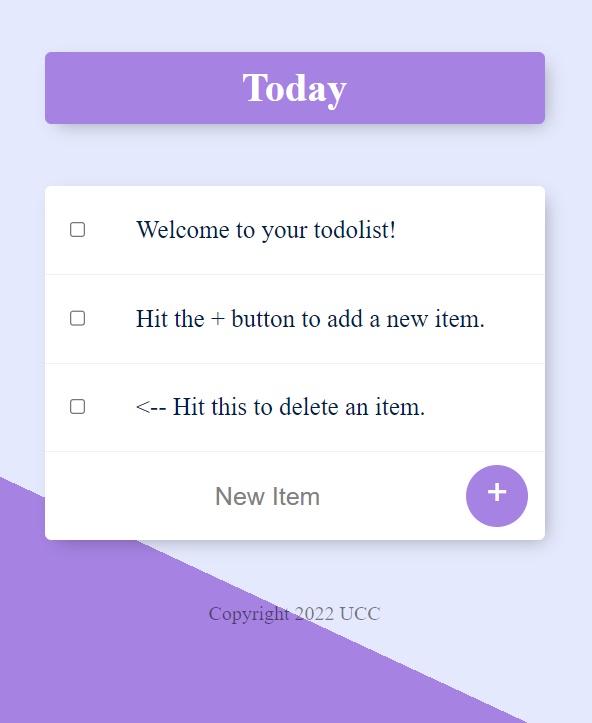 Today
Welcome to your todolist!
Hit the + button to add a new item.
<-- Hit this to delete an item.
New Item
+
Copyright 2022 UCC